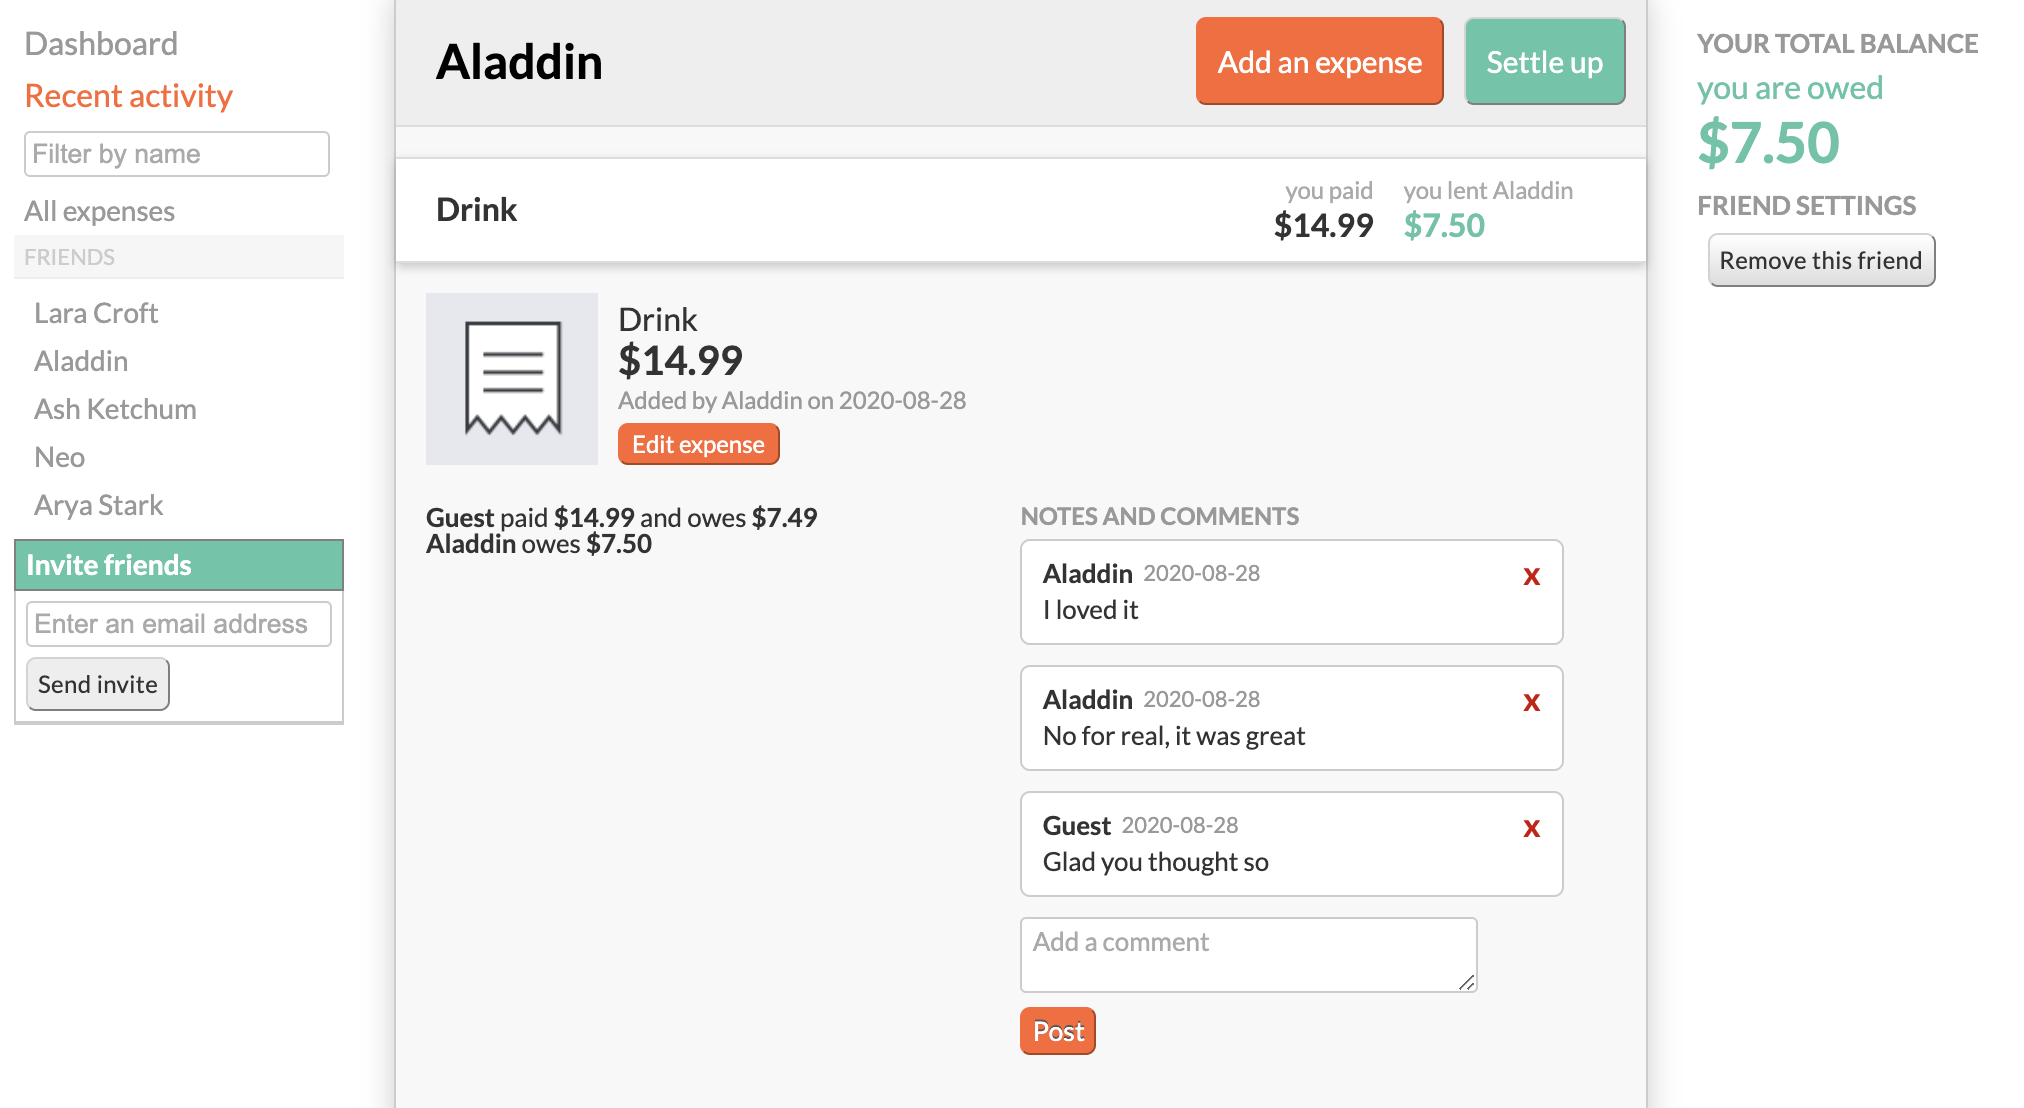 Dashboard
Recent activity
Filter by name
All expenses
FRIENDS
Lara Croft
Aladdin
Ash Ketchum
Neo
Arya Stark
Invite friends
Enter an email address
Send invite
Aladdin
Add an expense
Settle up
Drink
you paid
$14.99
you lent Aladdin
$7.50
Drink
$14.99
Added by Aladdin on 2020-08-28
Edit expense
Guest paid $14.99 and owes $7.49
Aladdin owes $7.50
NOTES AND COMMENTS
Aladdin 2020-08-28 x
I loved it
Aladdin 2020-08-28 x
No for real, it was great
Guest 2020-08-28 x
Glad you thought so
Add a comment
Post
YOUR TOTAL BALANCE
you are owed
$7.50
FRIEND SETTINGS
Remove this friend